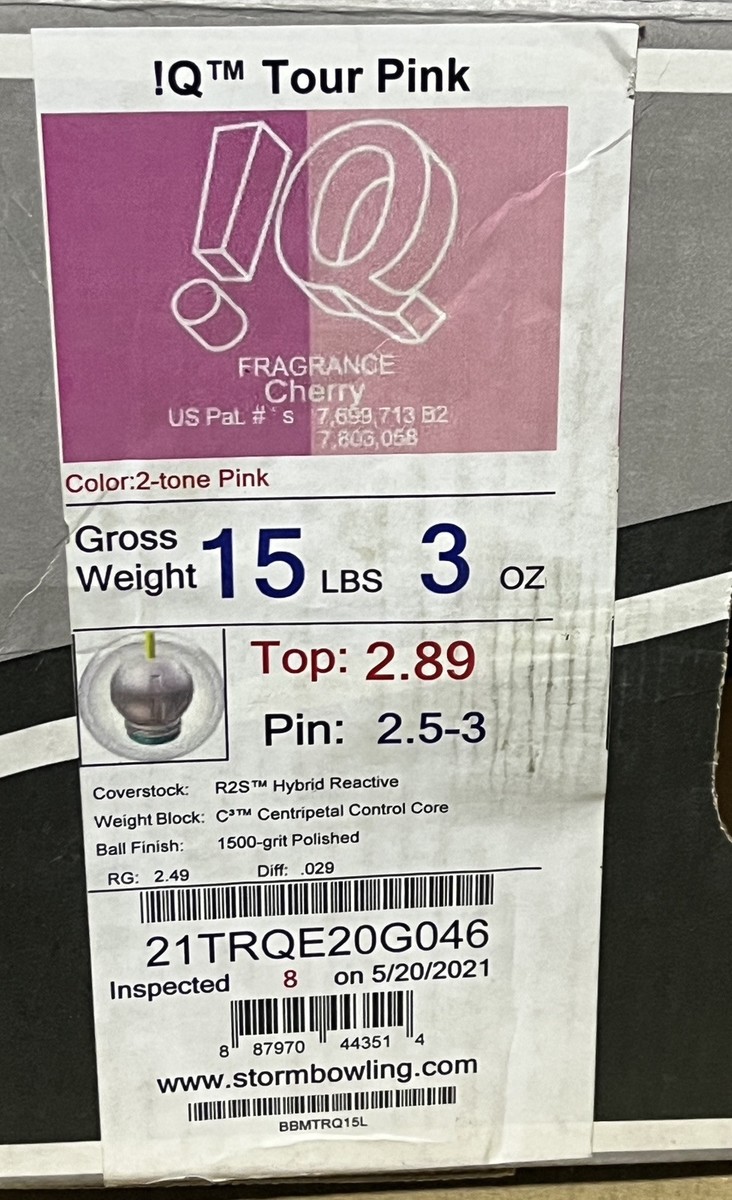 !Q™ Tour Pink
!Q
FRAGRANCE
Cherry
US Pat. #`s 7,699,713 B2
7,803,058
Color:2-tone Pink
Gross Weight 15 LBS 3 OZ
Top: 2.89
Pin: 2.5-3
Coverstock: R2S™ Hybrid Reactive
Weight Block: C³™ Centripetal Control Core
Ball Finish: 1500-grit Polished
RG: 2.49 Diff: .029
21TRQE20G046
Inspected 8 on 5/20/2021
8 87970 44351 4
www.stormbowling.com
BBMTRQ15L